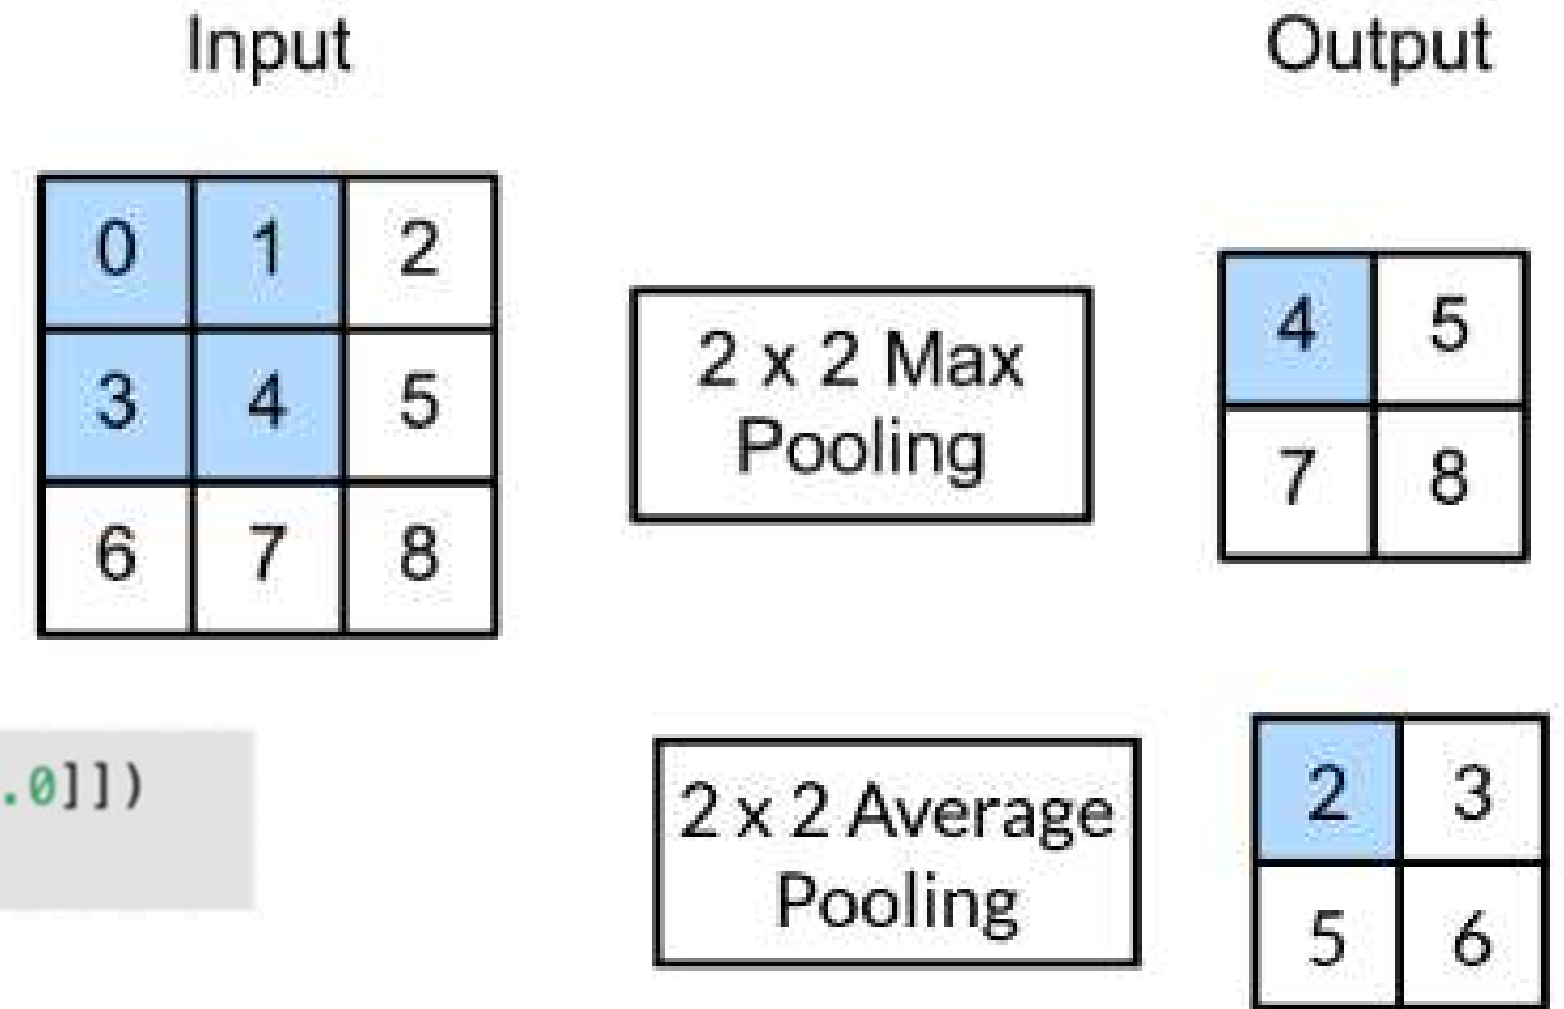 Input
Output
0 1 2
3 4 5
6 7 8
2 x 2 Max
Pooling
4 5
7 8
.0]])
2 x 2 Average
Pooling
2 3
5 6